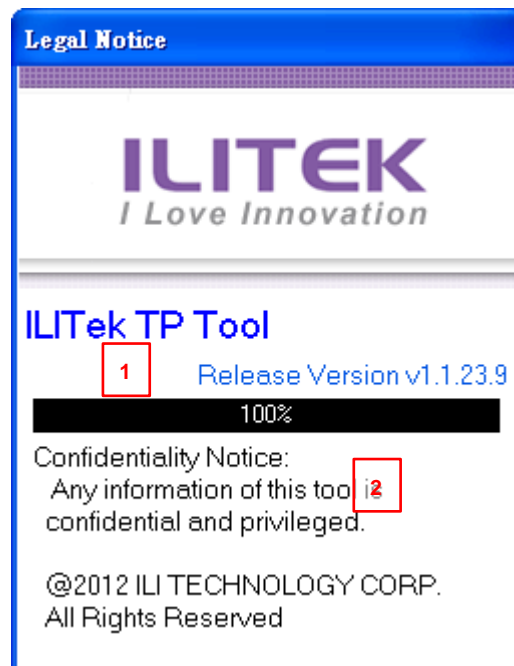 Legal Notice
ILITEK
I Love Innovation
ILITek TP Tool
1
Release Version v1.1.23.9
100%
Confidentiality Notice:
Any information of this tool is
2
confidential and privileged.
@2012 ILI TECHNOLOGY CORP.
All Rights Reserved